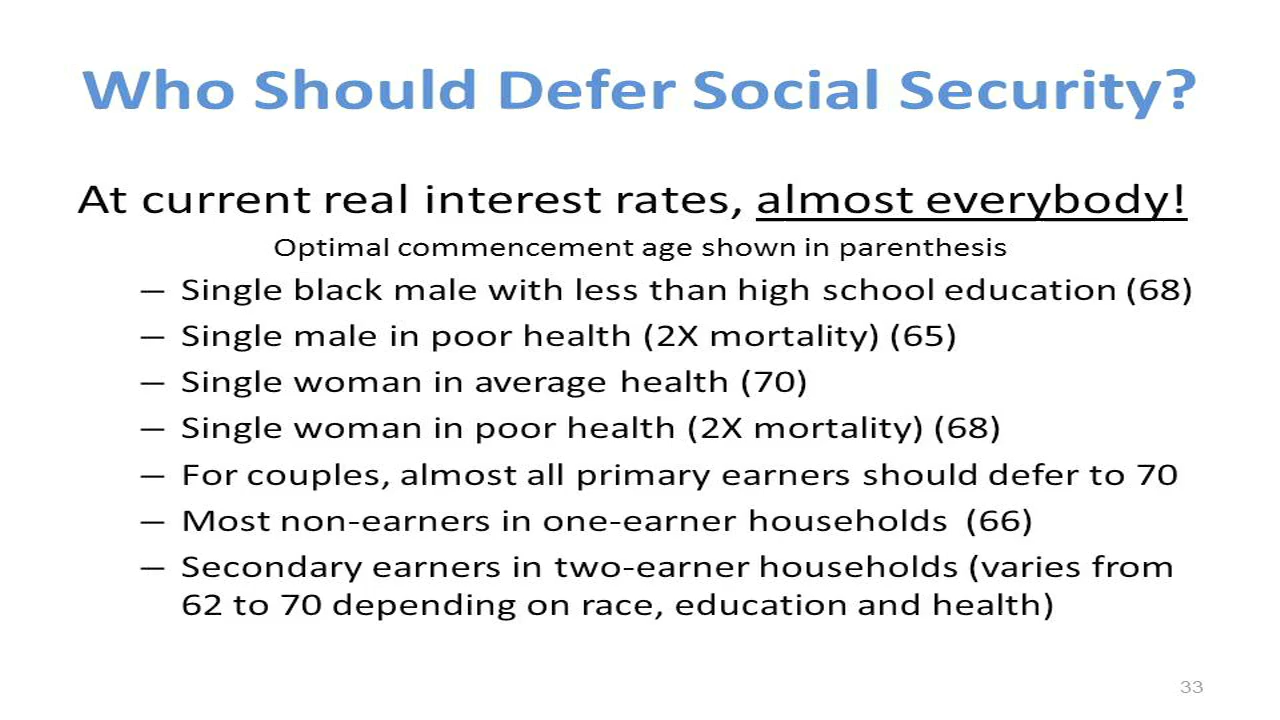 Who Should Defer Social Security?
At current real interest rates, almost everybody!
Optimal commencement age shown in parenthesis
– Single black male with less than high school education (68)
– Single male in poor health (2X mortality) (65)
– Single woman in average health (70)
– Single woman in poor health (2X mortality) (68)
– For couples, almost all primary earners should defer to 70
– Most non-earners in one-earner households (66)
– Secondary earners in two-earner households (varies from
62 to 70 depending on race, education and health)
33